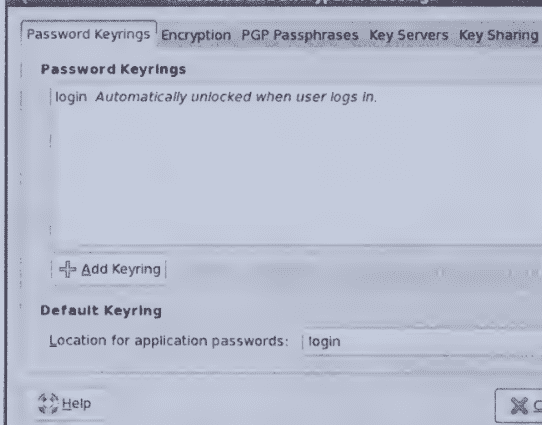 Password Keyrings Encryption PGP Passphrases Key Servers Key Sharing
Password Keyrings
login Automatically unlocked when user logs in.
Add Keyring
Default Keyring
Location for application passwords: login
Help